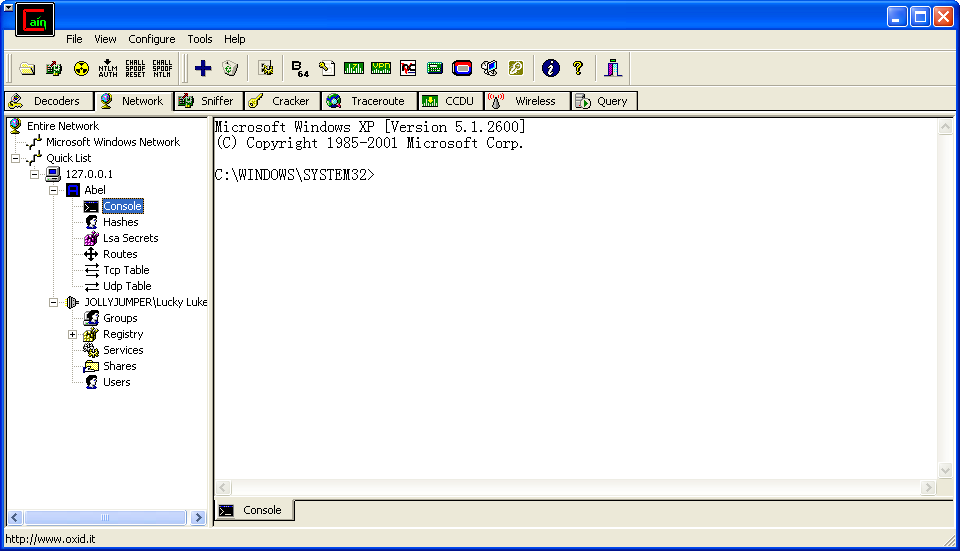 Cain
File View Configure Tools Help
NTLM AUTH
CHALL SPOOF RESET
CHALL SPOOF NTLM
B 64
Decoders Network Sniffer Cracker Traceroute CCDU Wireless Query
Entire Network
Microsoft Windows Network
Quick List
127.0.0.1
Abel
Console
Hashes
Lsa Secrets
Routes
Tcp Table
Udp Table
JOLLYJUMPER\Lucky Luke
Groups
Registry
Services
Shares
Users
Microsoft Windows XP [Version 5.1.2600]
(C) Copyright 1985-2001 Microsoft Corp.
C:\WINDOWS\SYSTEM32>
Console
http://www.oxid.it